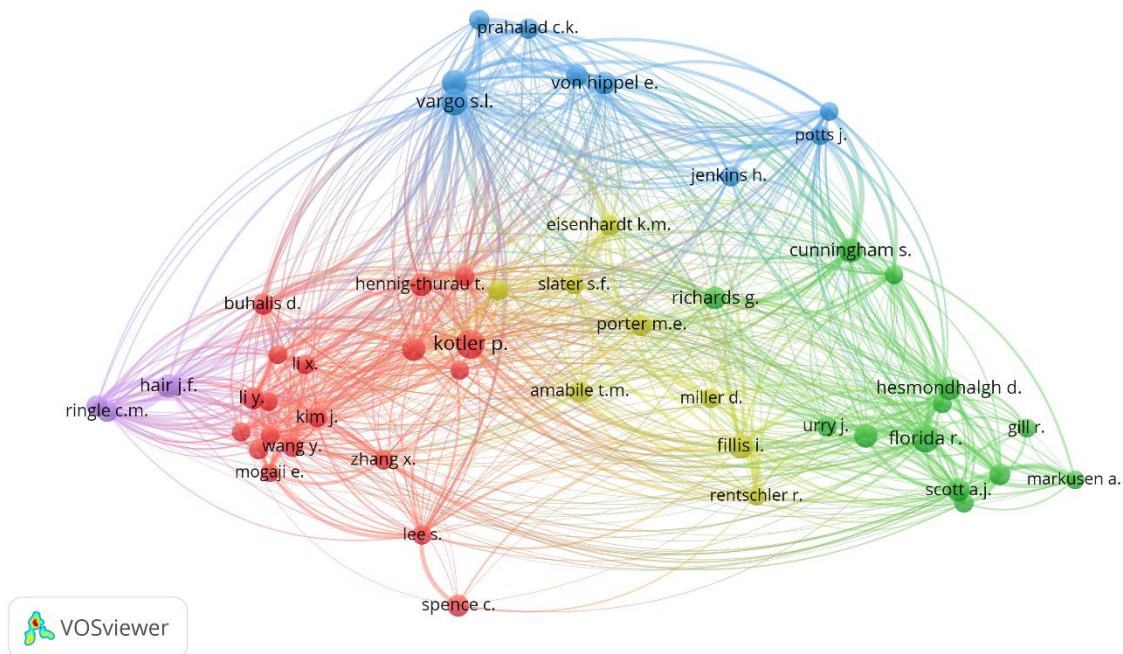 prahalad c.k.
von hippel e.
vargo s.l.
potts j.
jenkins h.
eisenhardt k.m.
cunningham s.
hennig-thurau t.
slater s.f.
richards g.
buhalis d.
porter m.e.
kotler p.
li x.
hair j.f.
amabile t.m.
miller d.
hesmondhalgh d.
ringle c.m.
li y.
kim j.
urry j.
gill r.
wang y.
florida r.
fillis i.
zhang x.
mogaji e.
markusen a.
scott a.j.
rentschler r.
lee s.
spence c.
VOSviewer